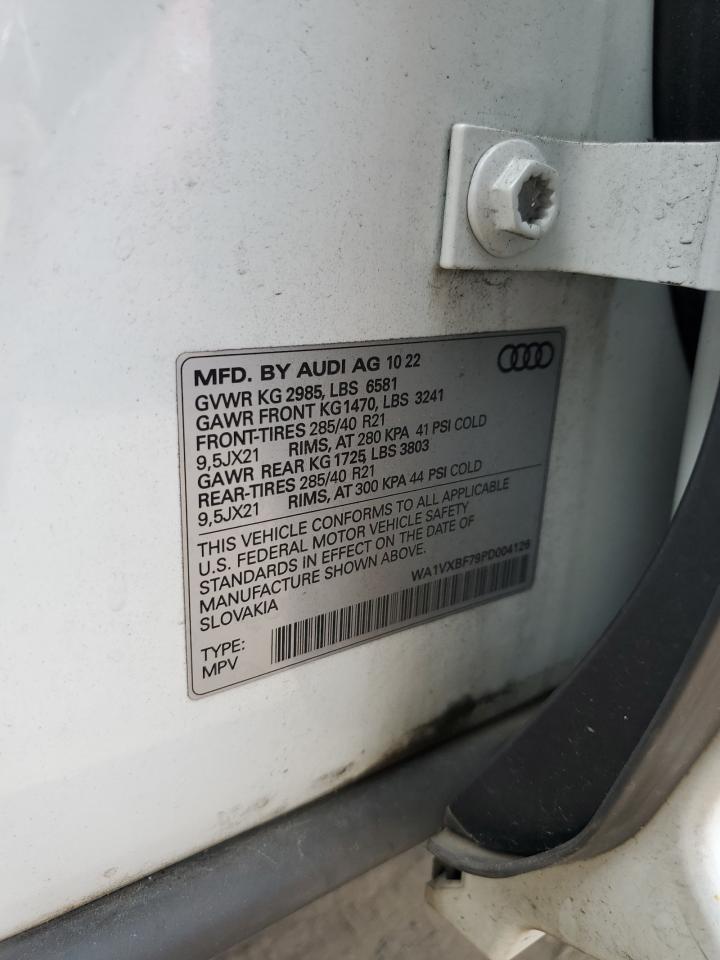 MFD. BY AUDI AG 10 22
GVWR KG 2985, LBS 6581
GAWR FRONT KG1470, LBS 3241
FRONT-TIRES 285/40 R21
9,5JX21 RIMS, AT 280 KPA 41 PSI COLD
GAWR REAR KG 1725, LBS 3803
REAR-TIRES 285/40 R21
9,5JX21 RIMS, AT 300 KPA 44 PSI COLD
THIS VEHICLE CONFORMS TO ALL APPLICABLE
U.S. FEDERAL MOTOR VEHICLE SAFETY
STANDARDS IN EFFECT ON THE DATE OF
MANUFACTURE SHOWN ABOVE.
SLOVAKIA
WA1VXBF79PD004126
TYPE:
MPV